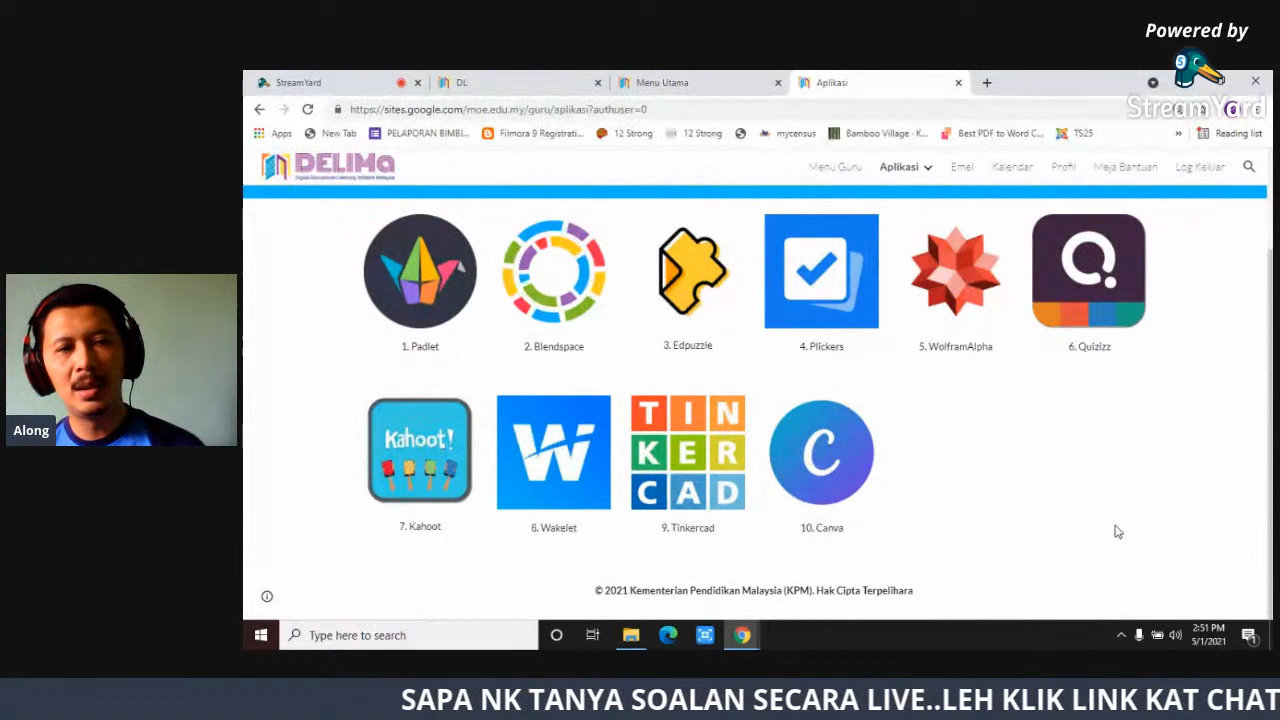 Powered by
StreamYard
StreamYard
DL
Menu Utama
Aplikasi
https://sites.google.com/moe.edu.my/guru/aplikasi?authuser=0
Apps
New Tab
PELAPORAN BIMBI...
Filmora 9 Registrati...
12 Strong
12 Strong
mycensus
Bamboo Village - K...
Best PDF to Word C...
TS25
»
Reading list
DELIMa
Menu Guru
Aplikasi
Emel
Kalendar
Profil
Meja Bantuan
Log Keluar
1. Padlet
2. Blendspace
3. Edpuzzle
4. Plickers
5. WolframAlpha
6. Quizizz
Kahoot!
W
TIN
KER
CAD
C
7. Kahoot
8. Wakelet
9. Tinkercad
10. Canva
Along
© 2021 Kementerian Pendidikan Malaysia (KPM). Hak Cipta Terpelihara
Type here to search
2:51 PM
5/1/2021
SAPA NK TANYA SOALAN SECARA LIVE..LEH KLIK LINK KAT CHAT